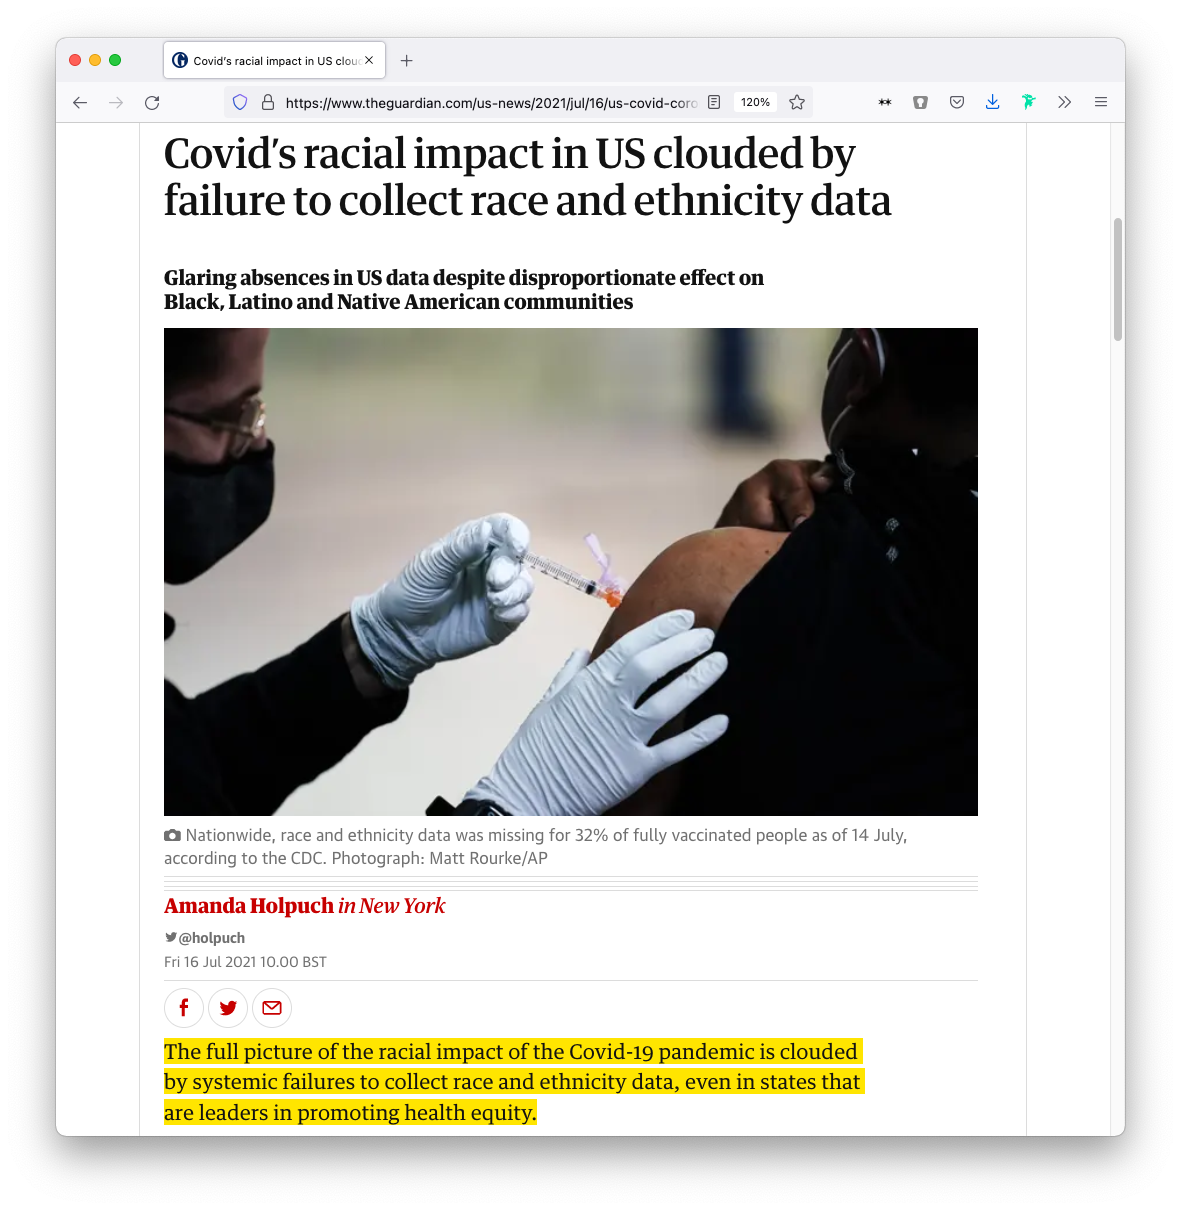 Covid's racial impact in US clou
https://www.theguardian.com/us-news/2021/jul/16/us-covid-coro
120%
Covid’s racial impact in US clouded by
failure to collect race and ethnicity data
Glaring absences in US data despite disproportionate effect on
Black, Latino and Native American communities
Nationwide, race and ethnicity data was missing for 32% of fully vaccinated people as of 14 July,
according to the CDC. Photograph: Matt Rourke/AP
Amanda Holpuch in New York
@holpuch
Fri 16 Jul 2021 10.00 BST
The full picture of the racial impact of the Covid-19 pandemic is clouded
by systemic failures to collect race and ethnicity data, even in states that
are leaders in promoting health equity.